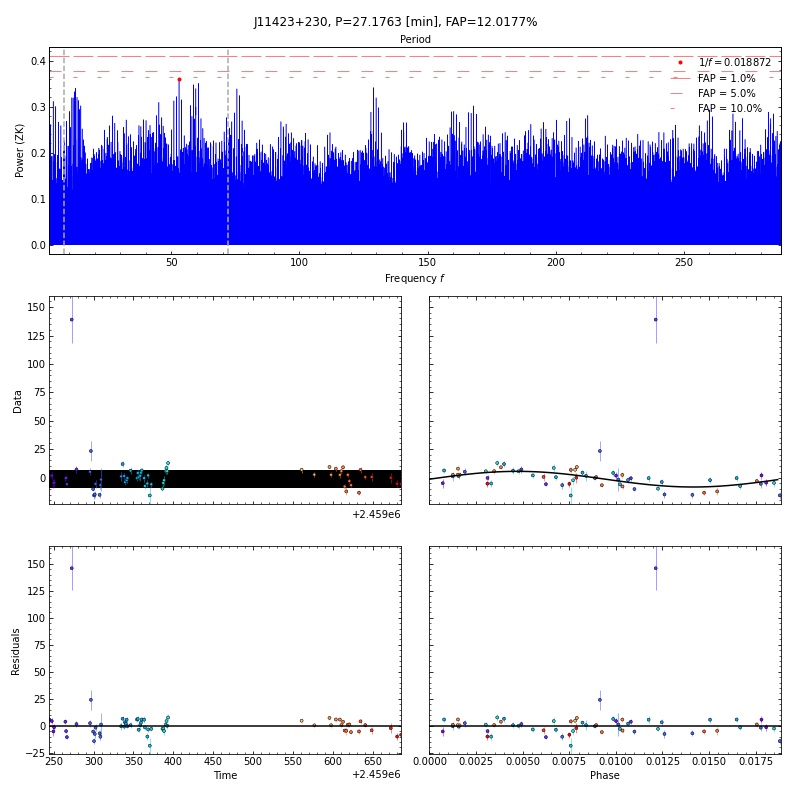 J11423+230, P=27.1763 [min], FAP=12.0177%
Period
Power (ZK)
0.4
0.3
0.2
0.1
0.0
1/f = 0.018872
FAP = 1.0%
FAP = 5.0%
FAP = 10.0%
50 100 150 200 250
Frequency f
Data
150
125
100
75
50
25
0
+2.459e6
Residuals
150
125
100
75
50
25
0
−25
250 300 350 400 450 500 550 600 650
Time
+2.459e6
0.0000 0.0025 0.0050 0.0075 0.0100 0.0125 0.0150 0.0175
Phase